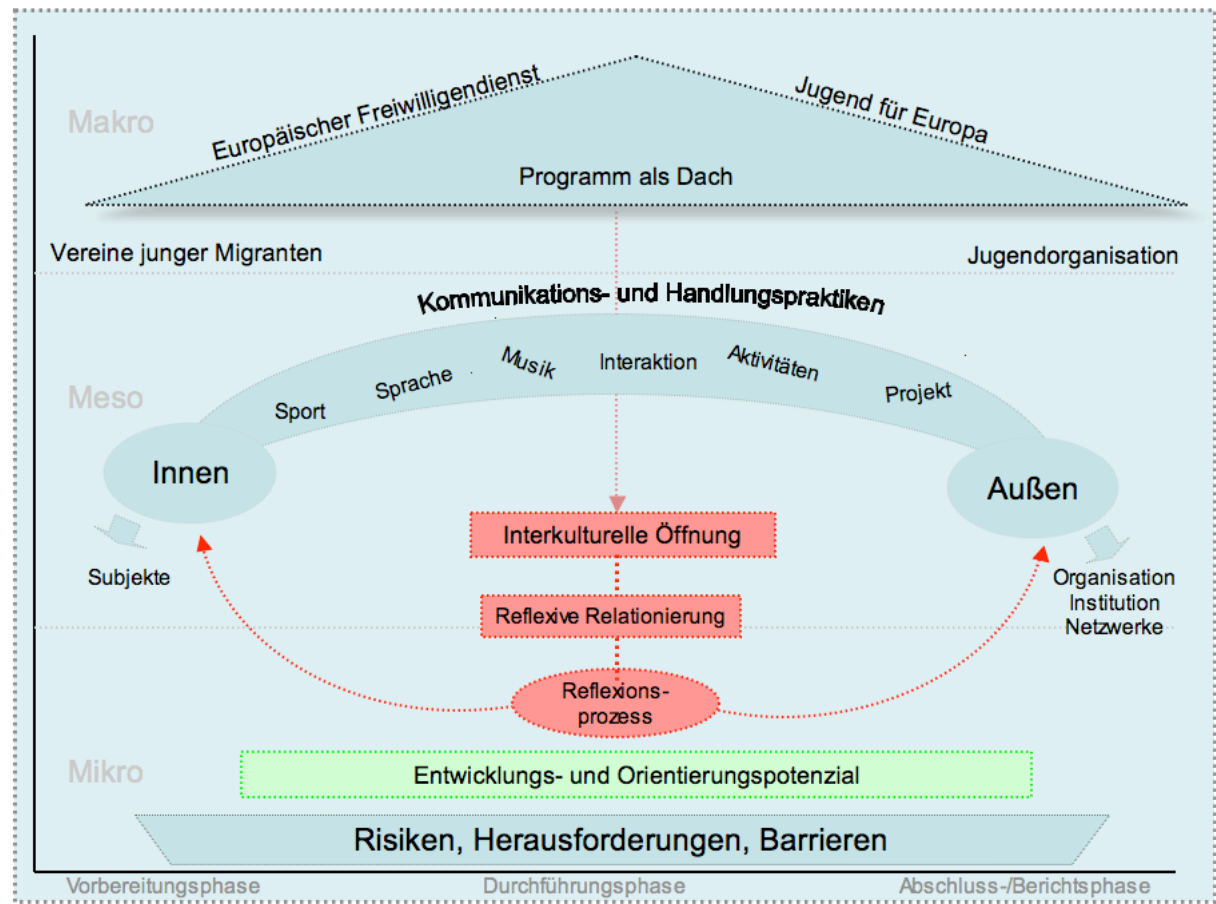 Makro
Europäischer Freiwilligendienst
Jugend für Europa
Programm als Dach
Vereine junger Migranten
Jugendorganisation
Kommunikations- und Handlungspraktiken
Meso
Sport
Sprache
Musik
Interaktion
Aktivitäten
Projekt
Innen
Außen
Interkulturelle Öffnung
Subjekte
Organisation
Institution
Netzwerke
Reflexive Relationierung
Reflexions-
prozess
Mikro
Entwicklungs- und Orientierungspotenzial
Risiken, Herausforderungen, Barrieren
Vorbereitungsphase
Durchführungsphase
Abschluss-/Berichtsphase